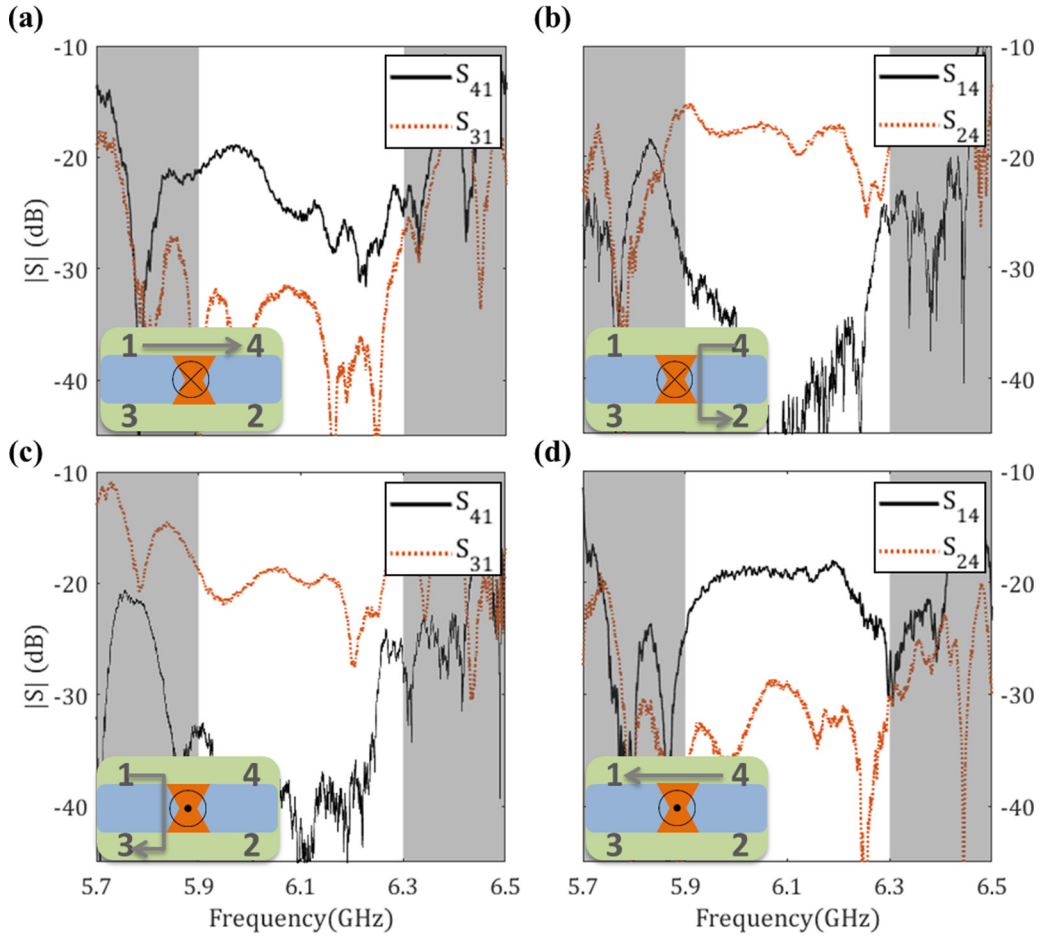 (a)
(b)
-10
-20
-30
-40
|S| (dB)
S41
S31
1
4
3
2
S14
S24
1
4
3
2
-10
-20
-30
-40
(c)
(d)
-10
-20
-30
-40
|S| (dB)
S41
S31
1
4
3
2
5.7
5.9
6.1
6.3
6.5
Frequency(GHz)
S14
S24
1
4
3
2
-10
-20
-30
-40
5.7
5.9
6.1
6.3
6.5
Frequency(GHz)